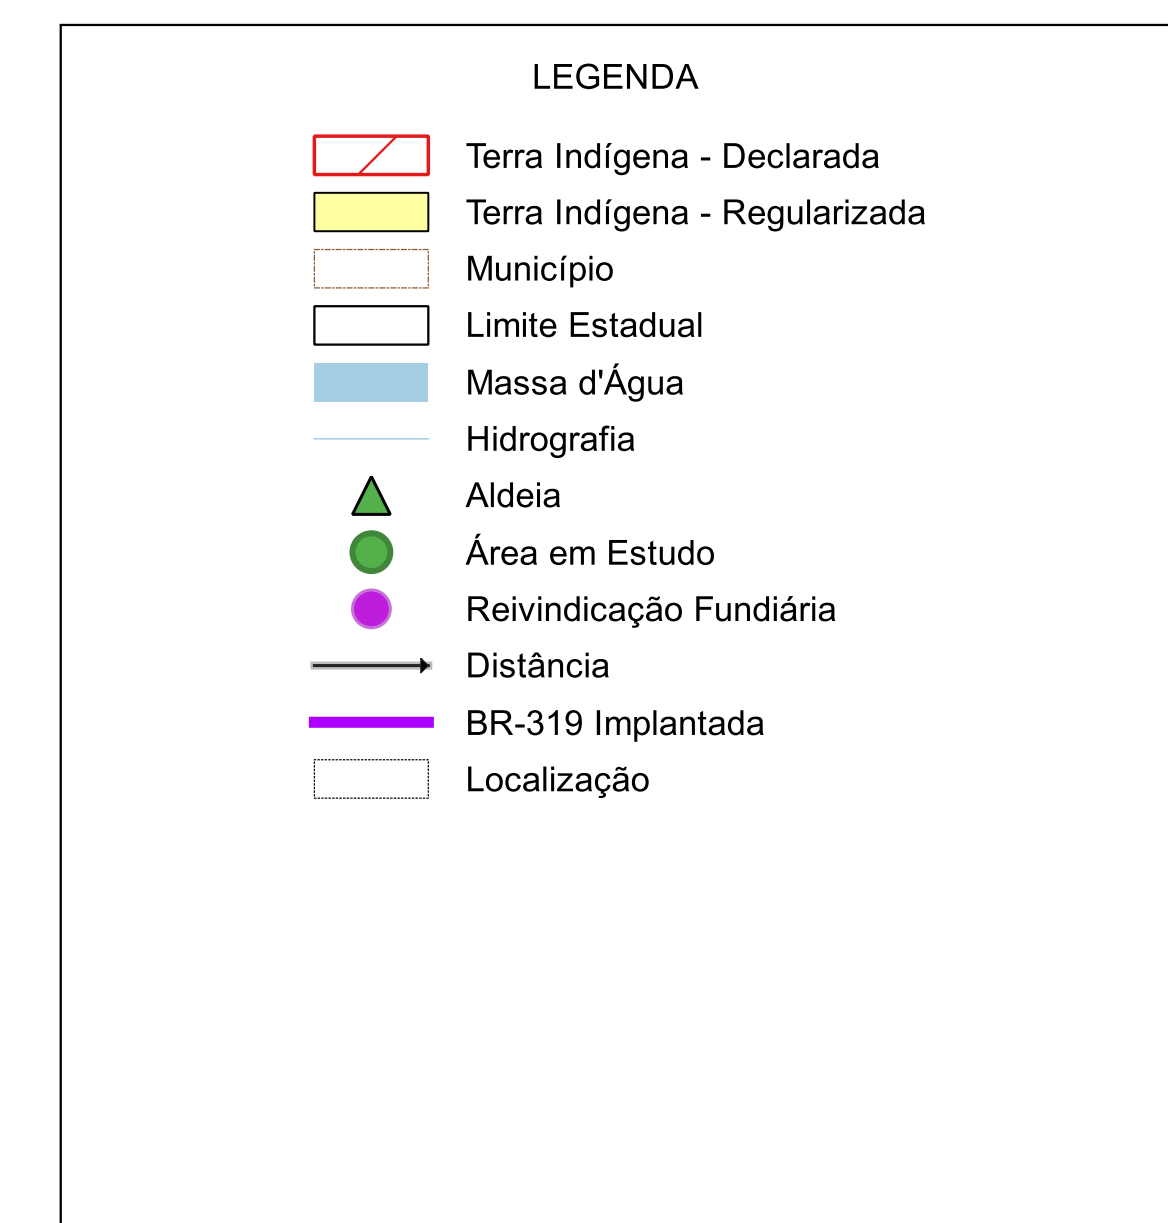 LEGENDA
Terra Indígena - Declarada
Terra Indígena - Regularizada
Município
Limite Estadual
Massa d'Água
Hidrografia
Aldeia
Área em Estudo
Reivindicação Fundiária
Distância
BR-319 Implantada
Localização